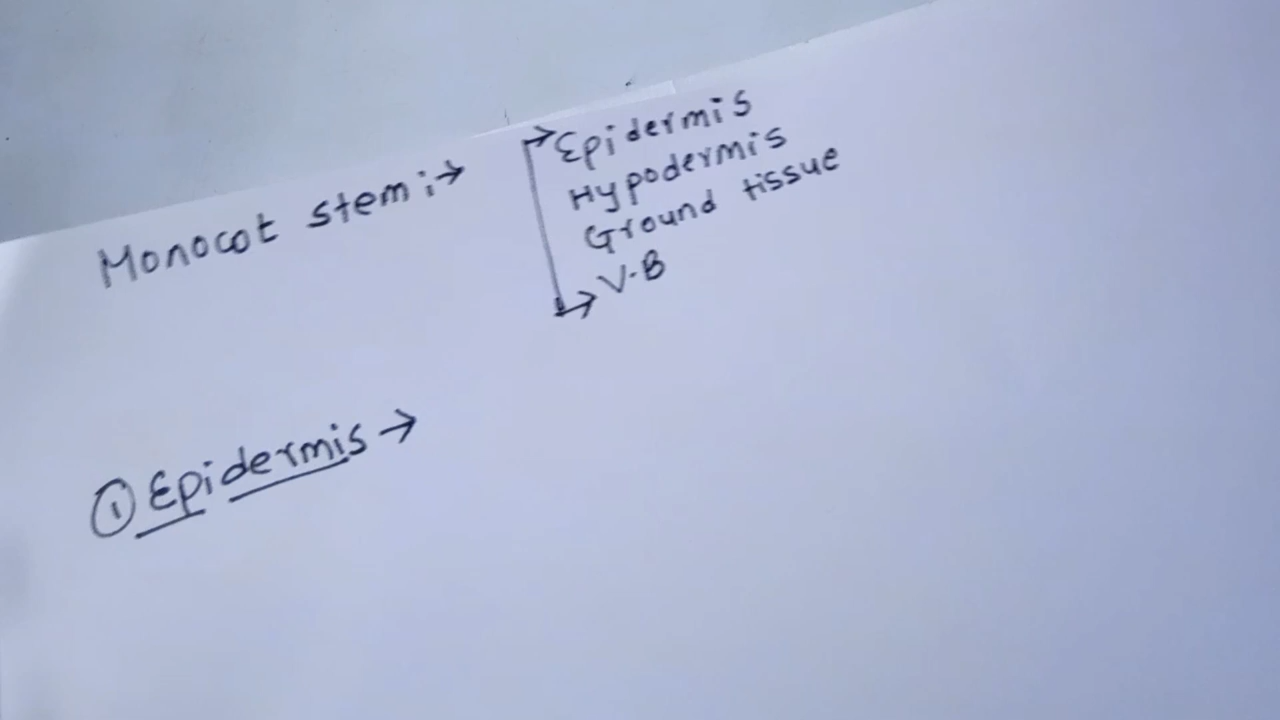 Monocot stem :→
→ Epidermis
Hypodermis
Ground tissue
→ V.B
① Epidermis →